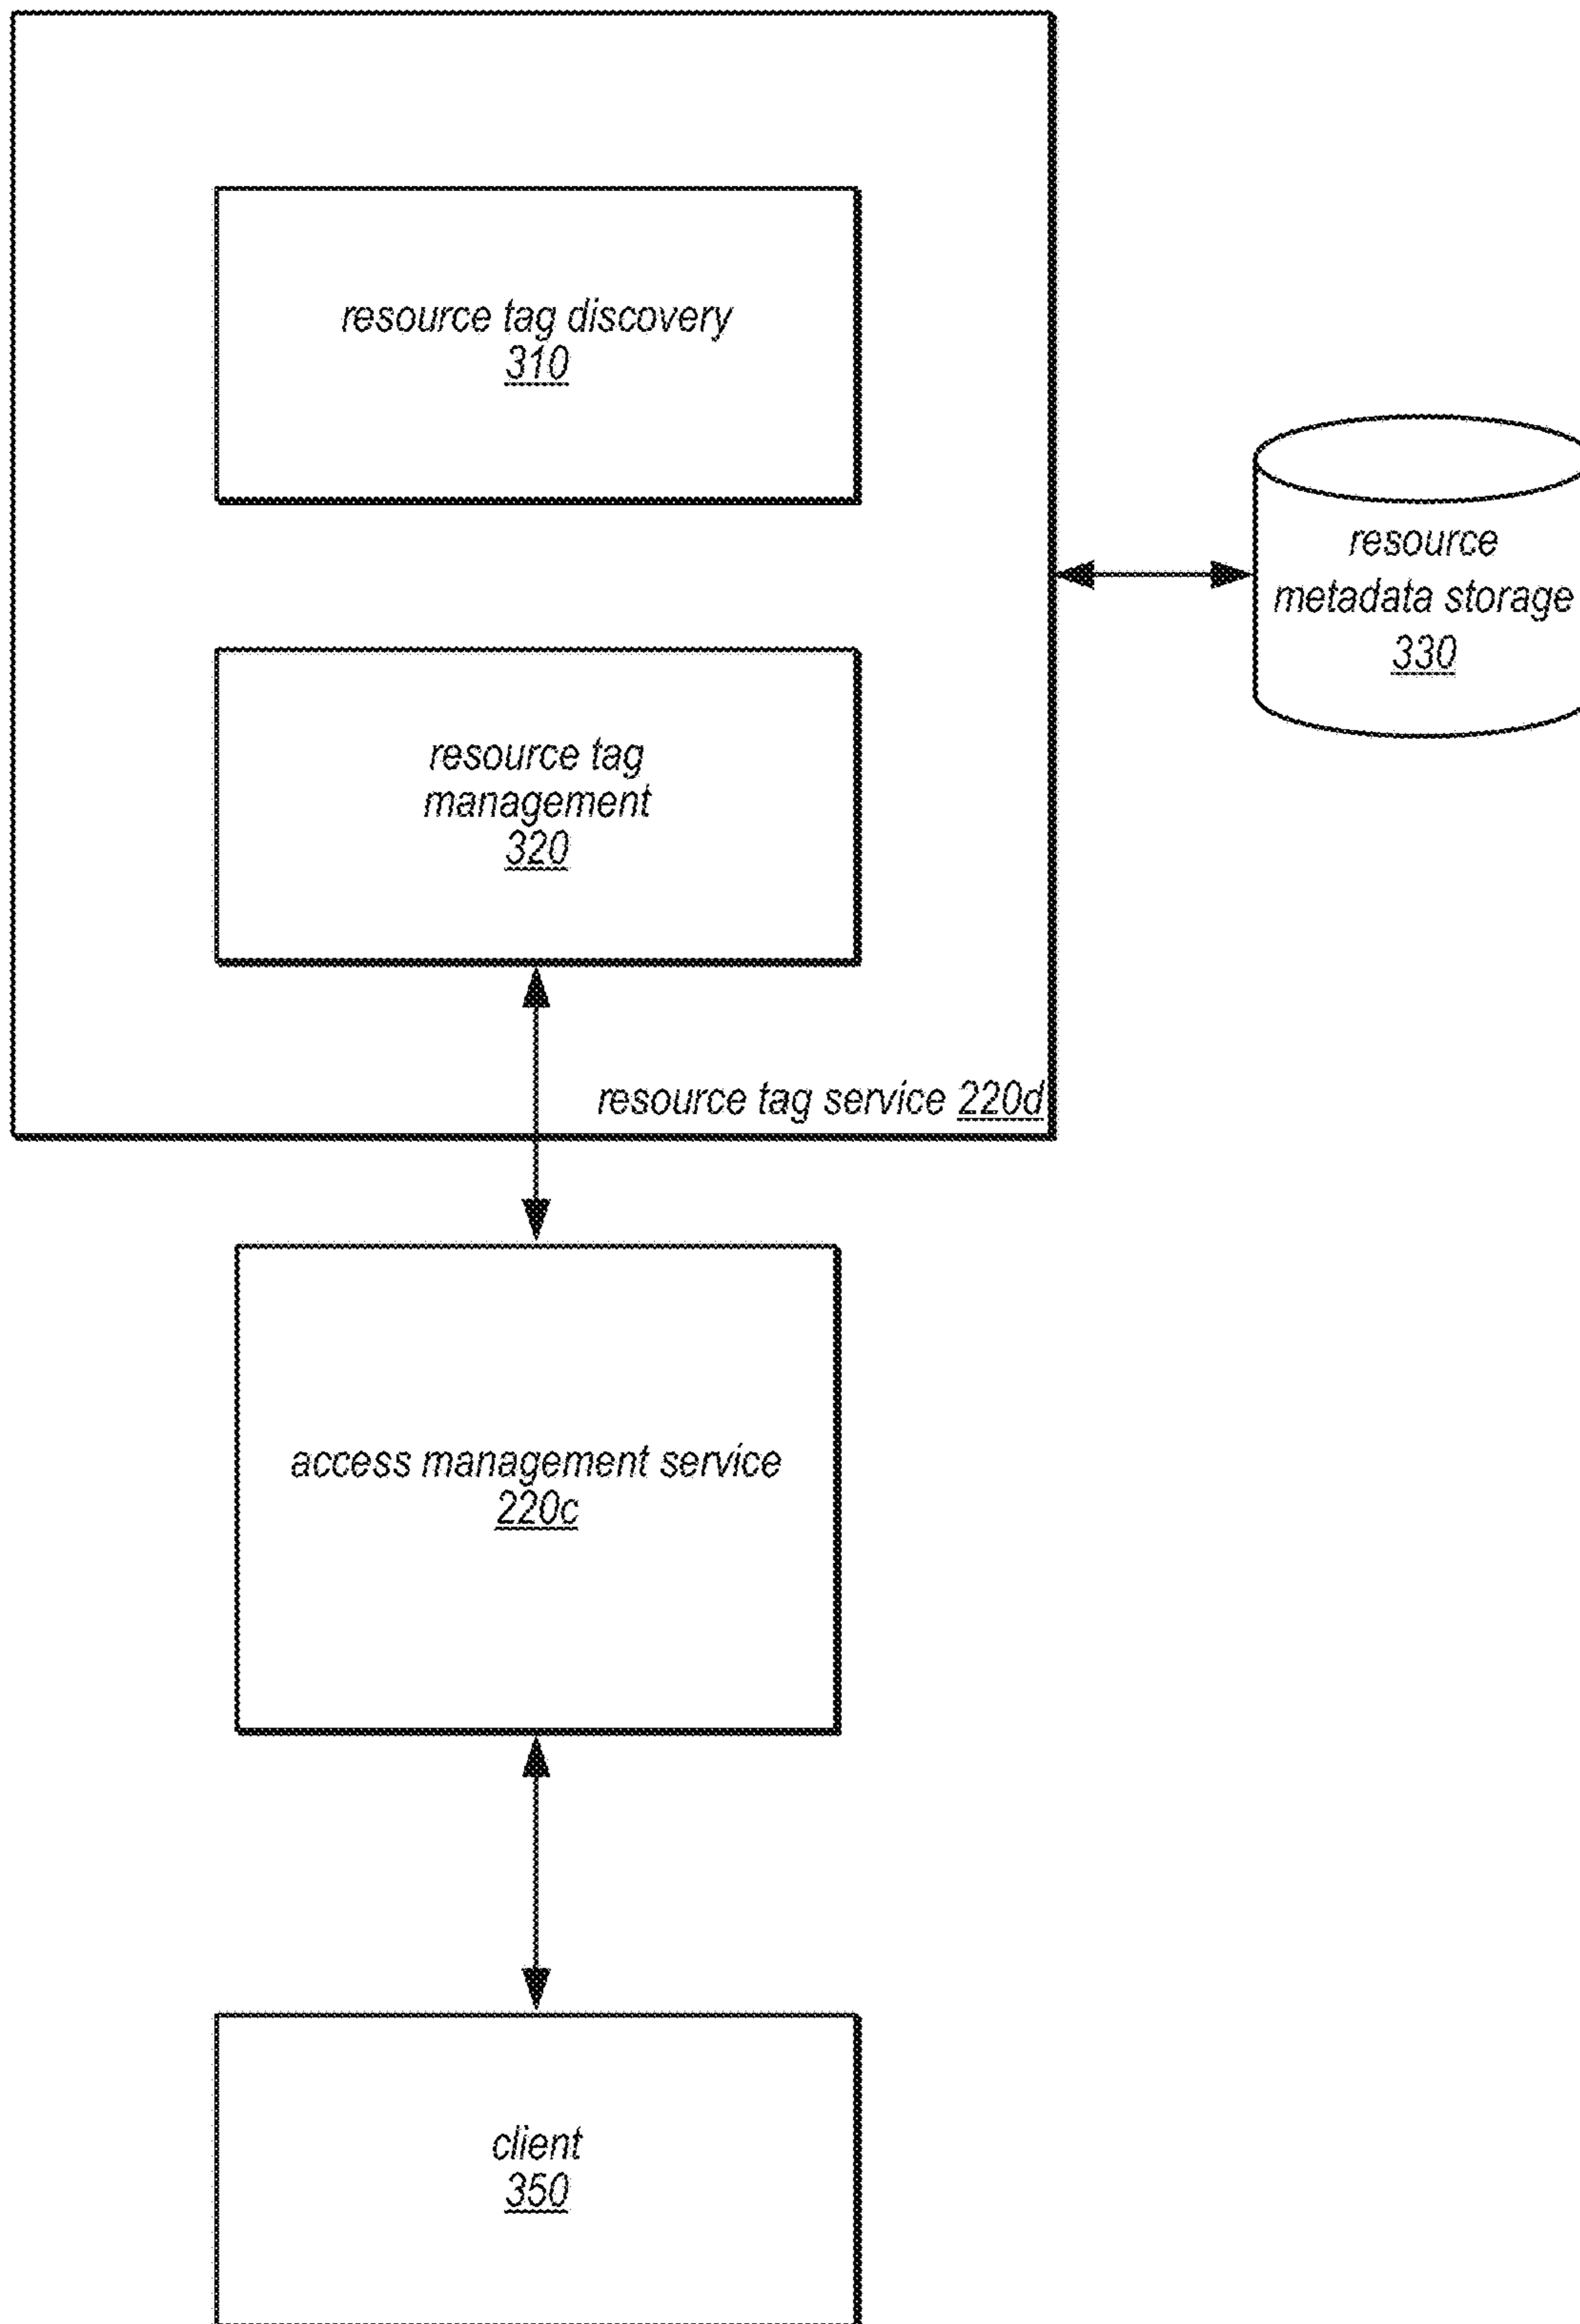 resource tag discovery
310
resource
metadata storage
330
resource tag
management
320
resource tag service 220d
access management service
220c
client
350